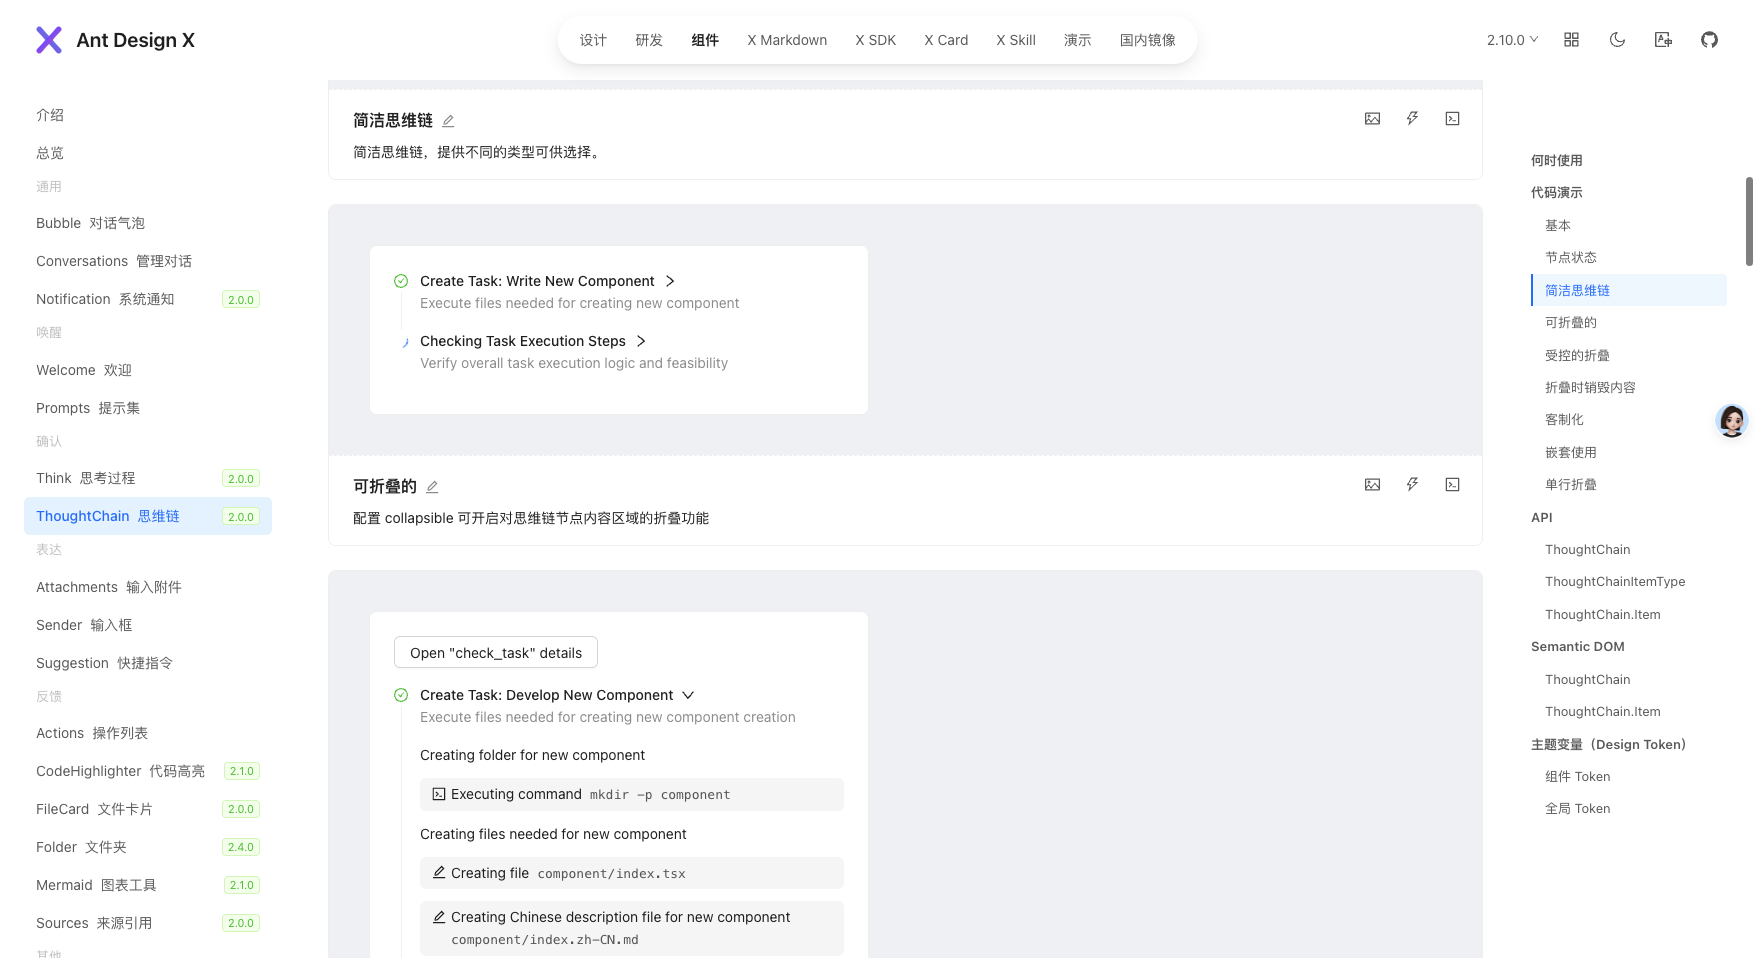 Ant Design X
设计 研发 组件 X Markdown X SDK X Card X Skill 演示 国内镜像
2.10.0
介绍
总览
通用
Bubble 对话气泡
Conversations 管理对话
Notification 系统通知 2.0.0
唤醒
Welcome 欢迎
Prompts 提示集
确认
Think 思考过程 2.0.0
ThoughtChain 思维链 2.0.0
表达
Attachments 输入附件
Sender 输入框
Suggestion 快捷指令
反馈
Actions 操作列表
CodeHighlighter 代码高亮 2.1.0
FileCard 文件卡片 2.0.0
Folder 文件夹 2.4.0
Mermaid 图表工具 2.1.0
Sources 来源引用 2.0.0
其他
简洁思维链
简洁思维链，提供不同的类型可供选择。
Create Task: Write New Component
Execute files needed for creating new component
Checking Task Execution Steps
Verify overall task execution logic and feasibility
可折叠的
配置 collapsible 可开启对思维链节点内容区域的折叠功能
Open "check_task" details
Create Task: Develop New Component
Execute files needed for creating new component creation
Creating folder for new component
Executing command mkdir -p component
Creating files needed for new component
Creating file component/index.tsx
Creating Chinese description file for new component
component/index.zh-CN.md
何时使用
代码演示
基本
节点状态
简洁思维链
可折叠的
受控的折叠
折叠时销毁内容
客制化
嵌套使用
单行折叠
API
ThoughtChain
ThoughtChainItemType
ThoughtChain.Item
Semantic DOM
ThoughtChain
ThoughtChain.Item
主题变量（Design Token）
组件 Token
全局 Token